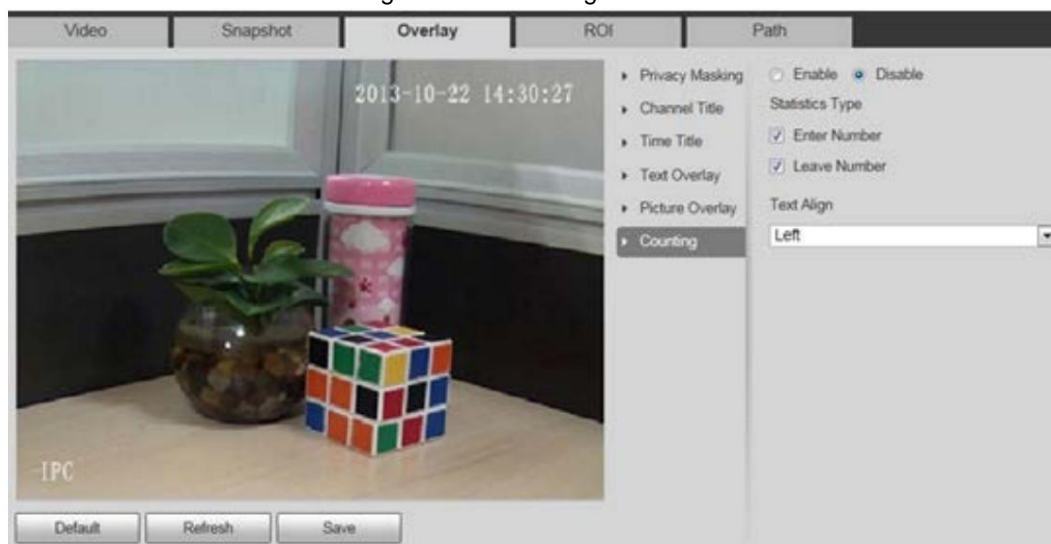 Video Snapshot Overlay ROI Path
2013-10-22 14:30:27
IPC
Privacy Masking
Channel Title
Time Title
Text Overlay
Picture Overlay
Counting
Enable Disable
Statistics Type
Enter Number
Leave Number
Text Align
Left
Default Refresh Save